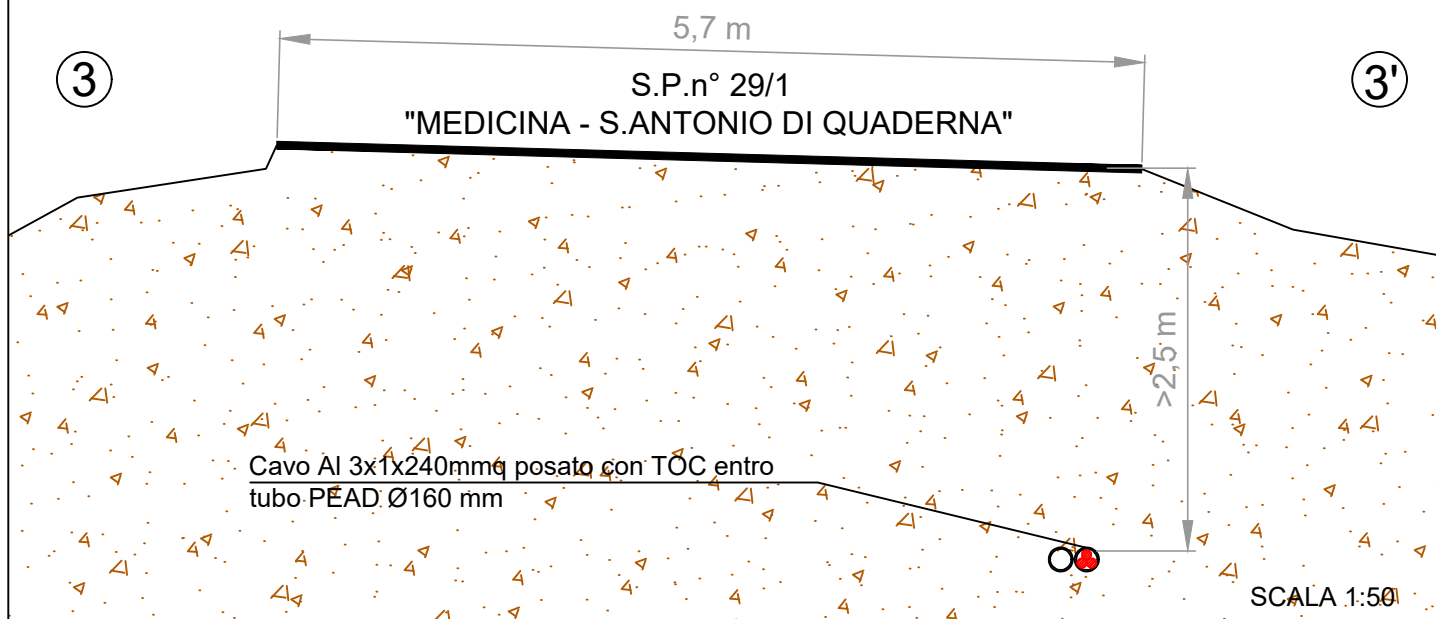 5,7 m
3
3'
S.P.n° 29/1
"MEDICINA - S.ANTONIO DI QUADERNA"
>2,5 m
Cavo Al 3x1x240mmq posato con TOC entro
tubo PEAD Ø160 mm
SCALA 1:50